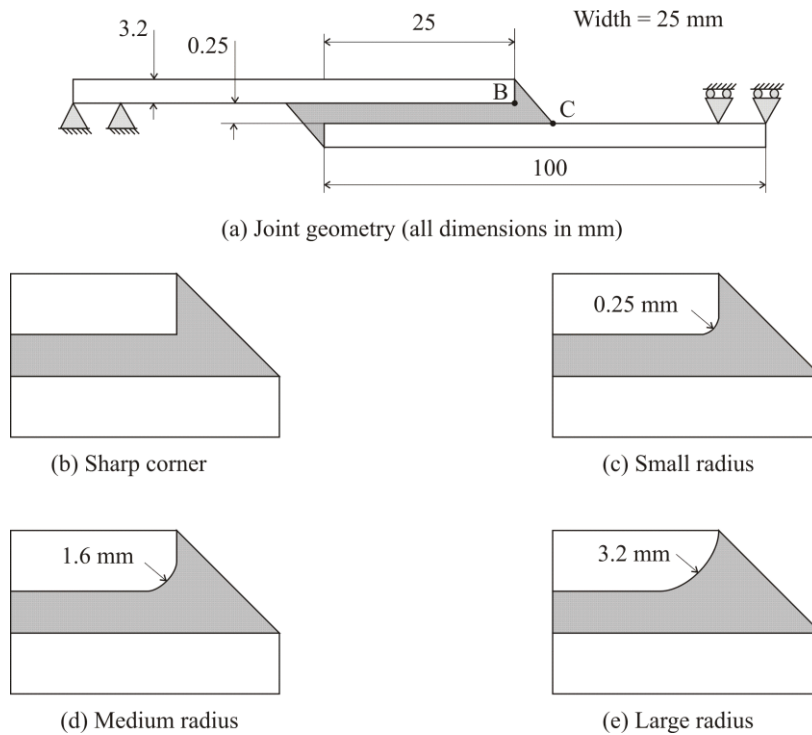 25
Width = 25 mm
3.2
0.25
B
C
100
(a) Joint geometry (all dimensions in mm)
0.25 mm
(b) Sharp corner
(c) Small radius
1.6 mm
3.2 mm
(d) Medium radius
(e) Large radius